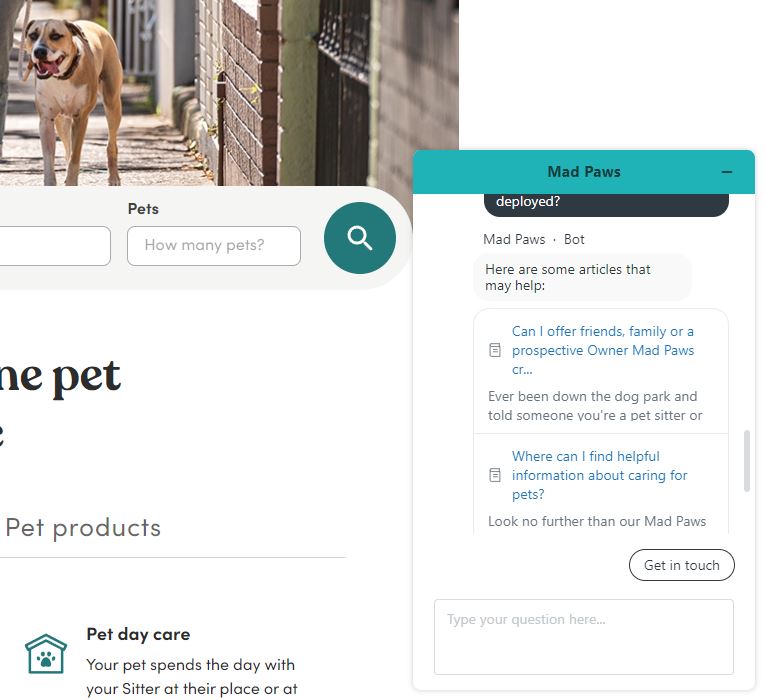 Pets
How many pets?
ne pet
Pet products
Pet day care
Your pet spends the day with
your Sitter at their place or at
Mad Paws
deployed?
Mad Paws · Bot
Here are some articles that
may help:
Can I offer friends, family or a
prospective Owner Mad Paws
cr...
Ever been down the dog park and
told someone you're a pet sitter or
Where can I find helpful
information about caring for
pets?
Look no further than our Mad Paws
Get in touch
Type your question here...